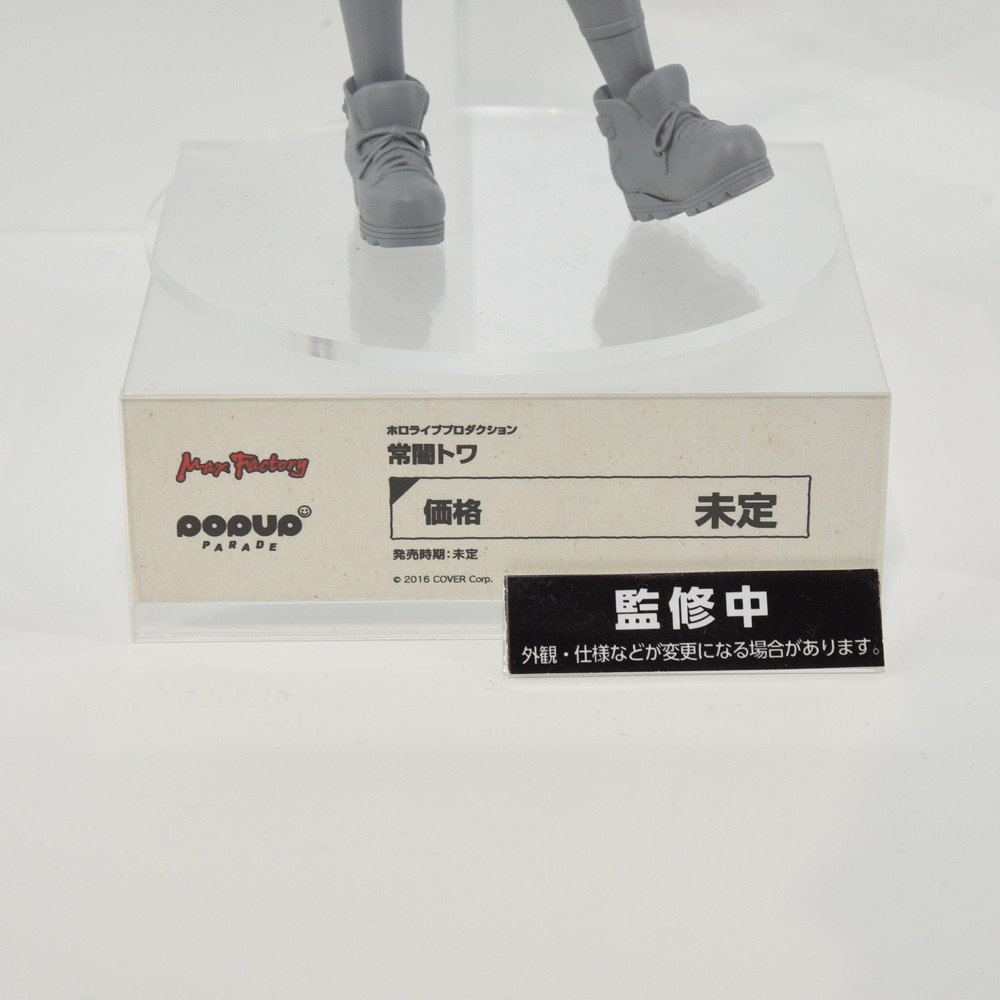 Max Factory
POPUP
PARADE
ホロライブプロダクション
常闇トワ
価格 未定
発売時期:未定
© 2016 COVER Corp.
監修中
外観・仕様などが変更になる場合があります。